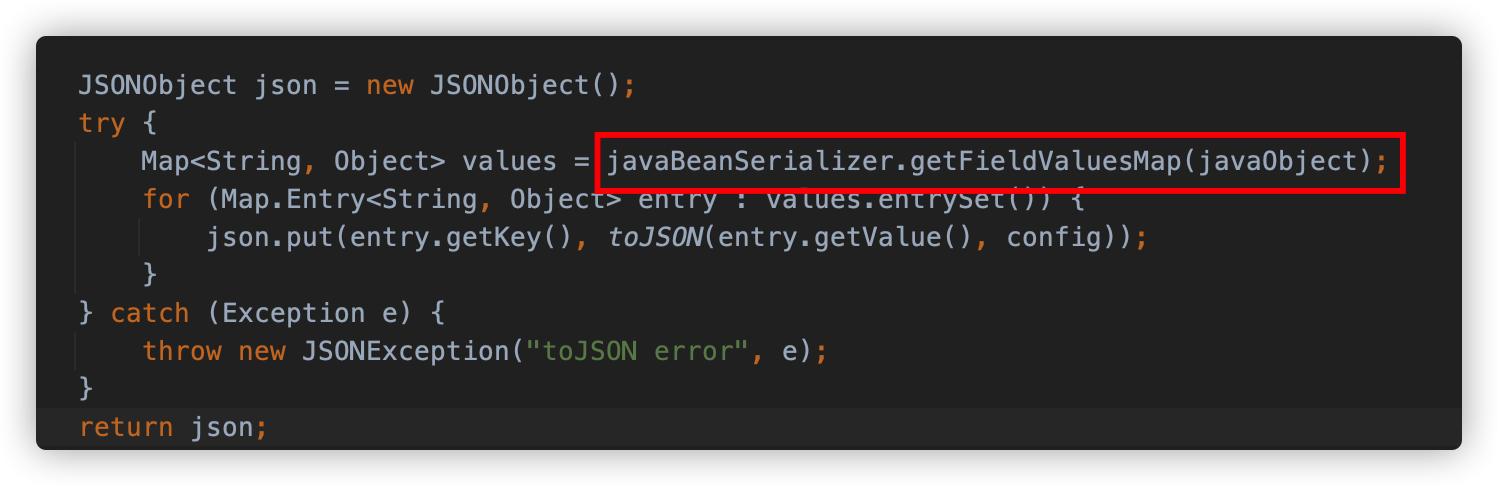 JSONObject json = new JSONObject();
try {
    Map<String, Object> values = javaBeanSerializer.getFieldValuesMap(javaObject);
    for (Map.Entry<String, Object> entry : values.entrySet()) {
        json.put(entry.getKey(), toJSON(entry.getValue(), config));
    }
} catch (Exception e) {
    throw new JSONException("toJSON error", e);
}
return json;